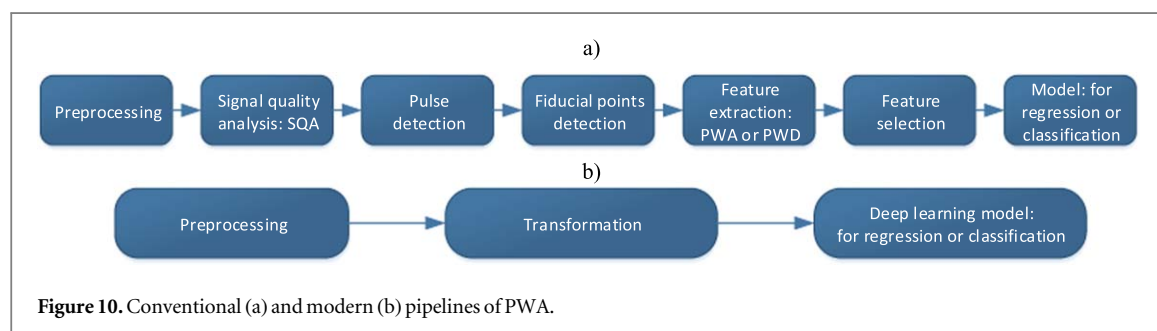 a)
Preprocessing
Signal quality
analysis: SQA
Pulse
detection
Fiducial points
detection
Feature
extraction:
PWA or PWD
Feature
selection
Model: for
regression or
classification
b)
Preprocessing
Transformation
Deep learning model:
for regression or classification
Figure 10. Conventional (a) and modern (b) pipelines of PWA.